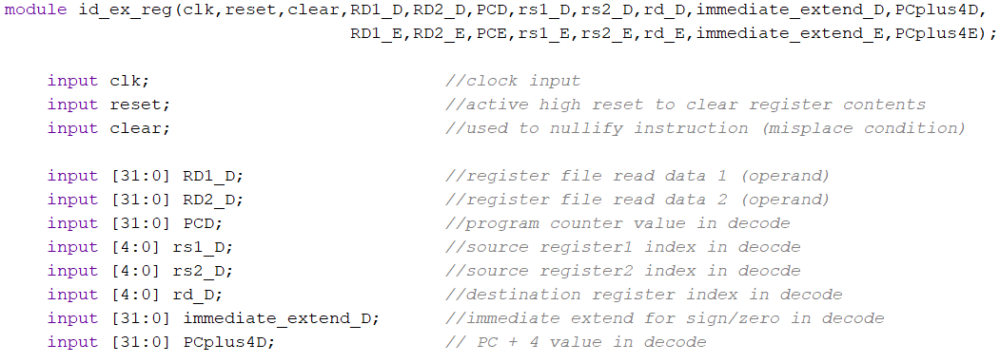 module id_ex_reg(clk,reset,clear,RD1_D,RD2_D,PCD,rs1_D,rs2_D,rd_D,immediate_extend_D,PCplus4D,
RD1_E,RD2_E,PCE,rs1_E,rs2_E,rd_E,immediate_extend_E,PCplus4E);
input clk; //clock input
input reset; //active high reset to clear register contents
input clear; //used to nullify instruction (misplace condition)
input [31:0] RD1_D; //register file read data 1 (operand)
input [31:0] RD2_D; //register file read data 2 (operand)
input [31:0] PCD; //program counter value in decode
input [4:0] rs1_D; //source register1 index in deocde
input [4:0] rs2_D; //source register2 index in deocde
input [4:0] rd_D; //destination register index in decode
input [31:0] immediate_extend_D; //immediate extend for sign/zero in decode
input [31:0] PCplus4D; // PC + 4 value in decode